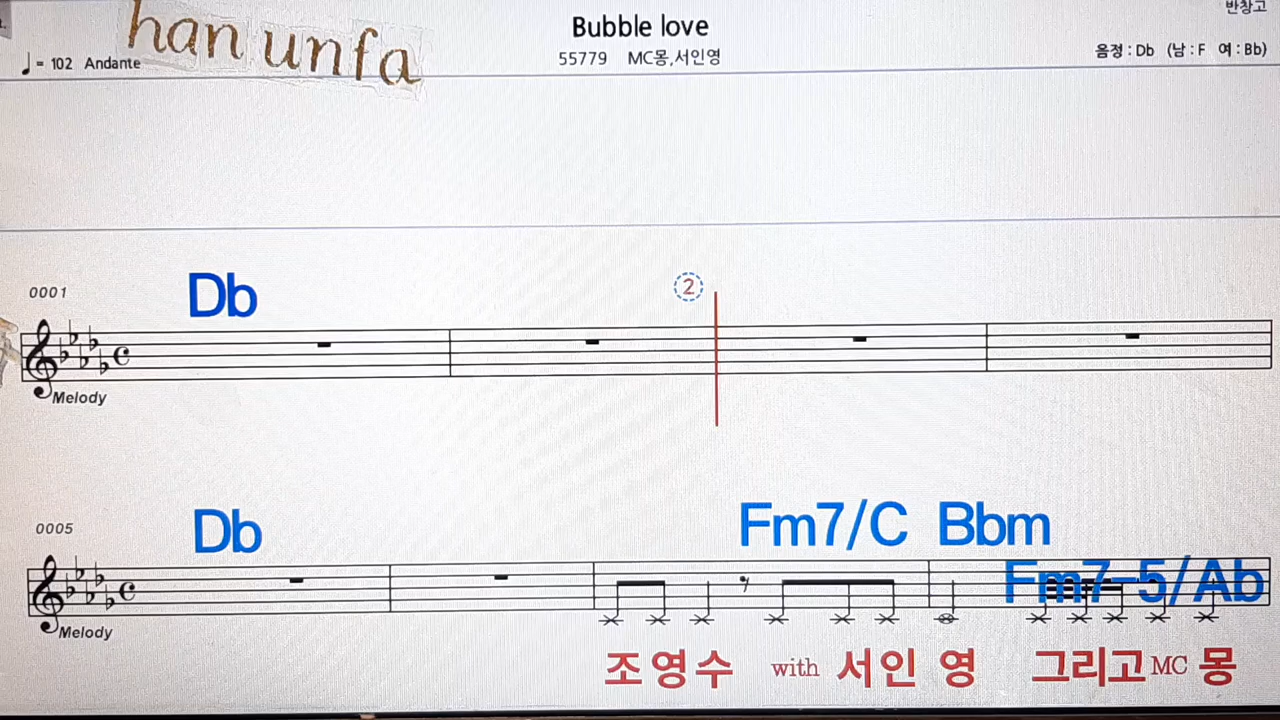 반창고
Bubble love
han unfa
♩= 102 Andante
55779 MC몽,서인영
음정 : Db (남 : F 여 : Bb)
0001
Db
②
Melody
0005
Db Fm7/C Bbm
Fm7-5/Ab
Melody
조영수 with 서인 영 그리고 MC 몽